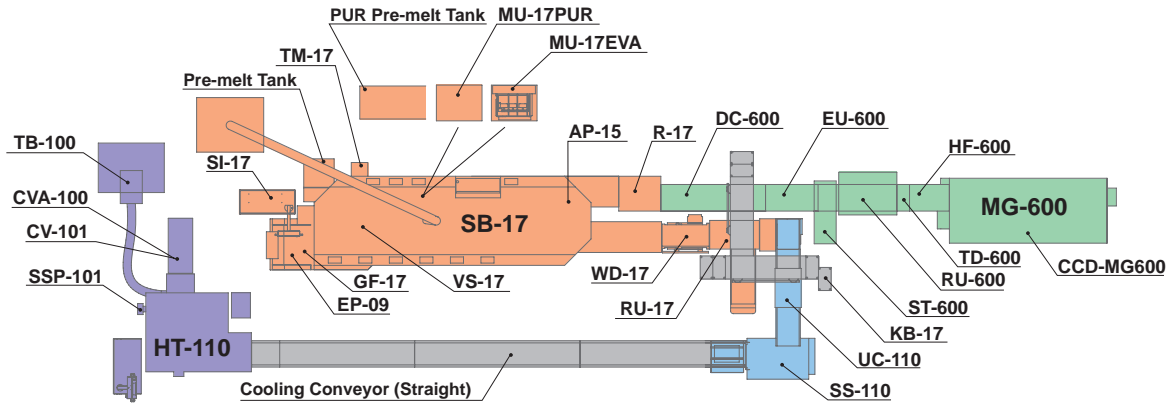 PUR Pre-melt Tank
MU-17PUR
MU-17EVA
TM-17
Pre-melt Tank
AP-15
R-17
DC-600
EU-600
HF-600
TB-100
SI-17
CVA-100
CV-101
SSP-101
SB-17
MG-600
GF-17
EP-09
VS-17
WD-17
RU-17
TD-600
RU-600
CCD-MG600
ST-600
KB-17
UC-110
SS-110
HT-110
Cooling Conveyor (Straight)